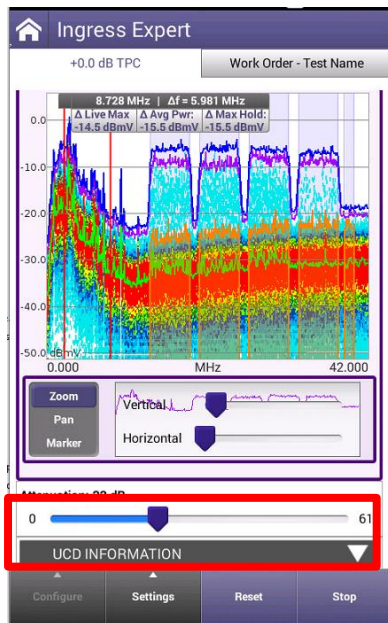 Ingress Expert
+0.0 dB TPC
Work Order - Test Name
8.728 MHz | Δf = 5.981 MHz
Δ Live Max Δ Avg Pwr: Δ Max Hold:
-14.5 dBmV -15.5 dBmV -15.5 dBmV
0.0
-10.0
-20.0
-30.0
-40.0
-50.0 dBmV
0.000 MHz 42.000
Zoom
Pan
Marker
Vertical
Horizontal
0 61
UCD INFORMATION
Configure Settings Reset Stop